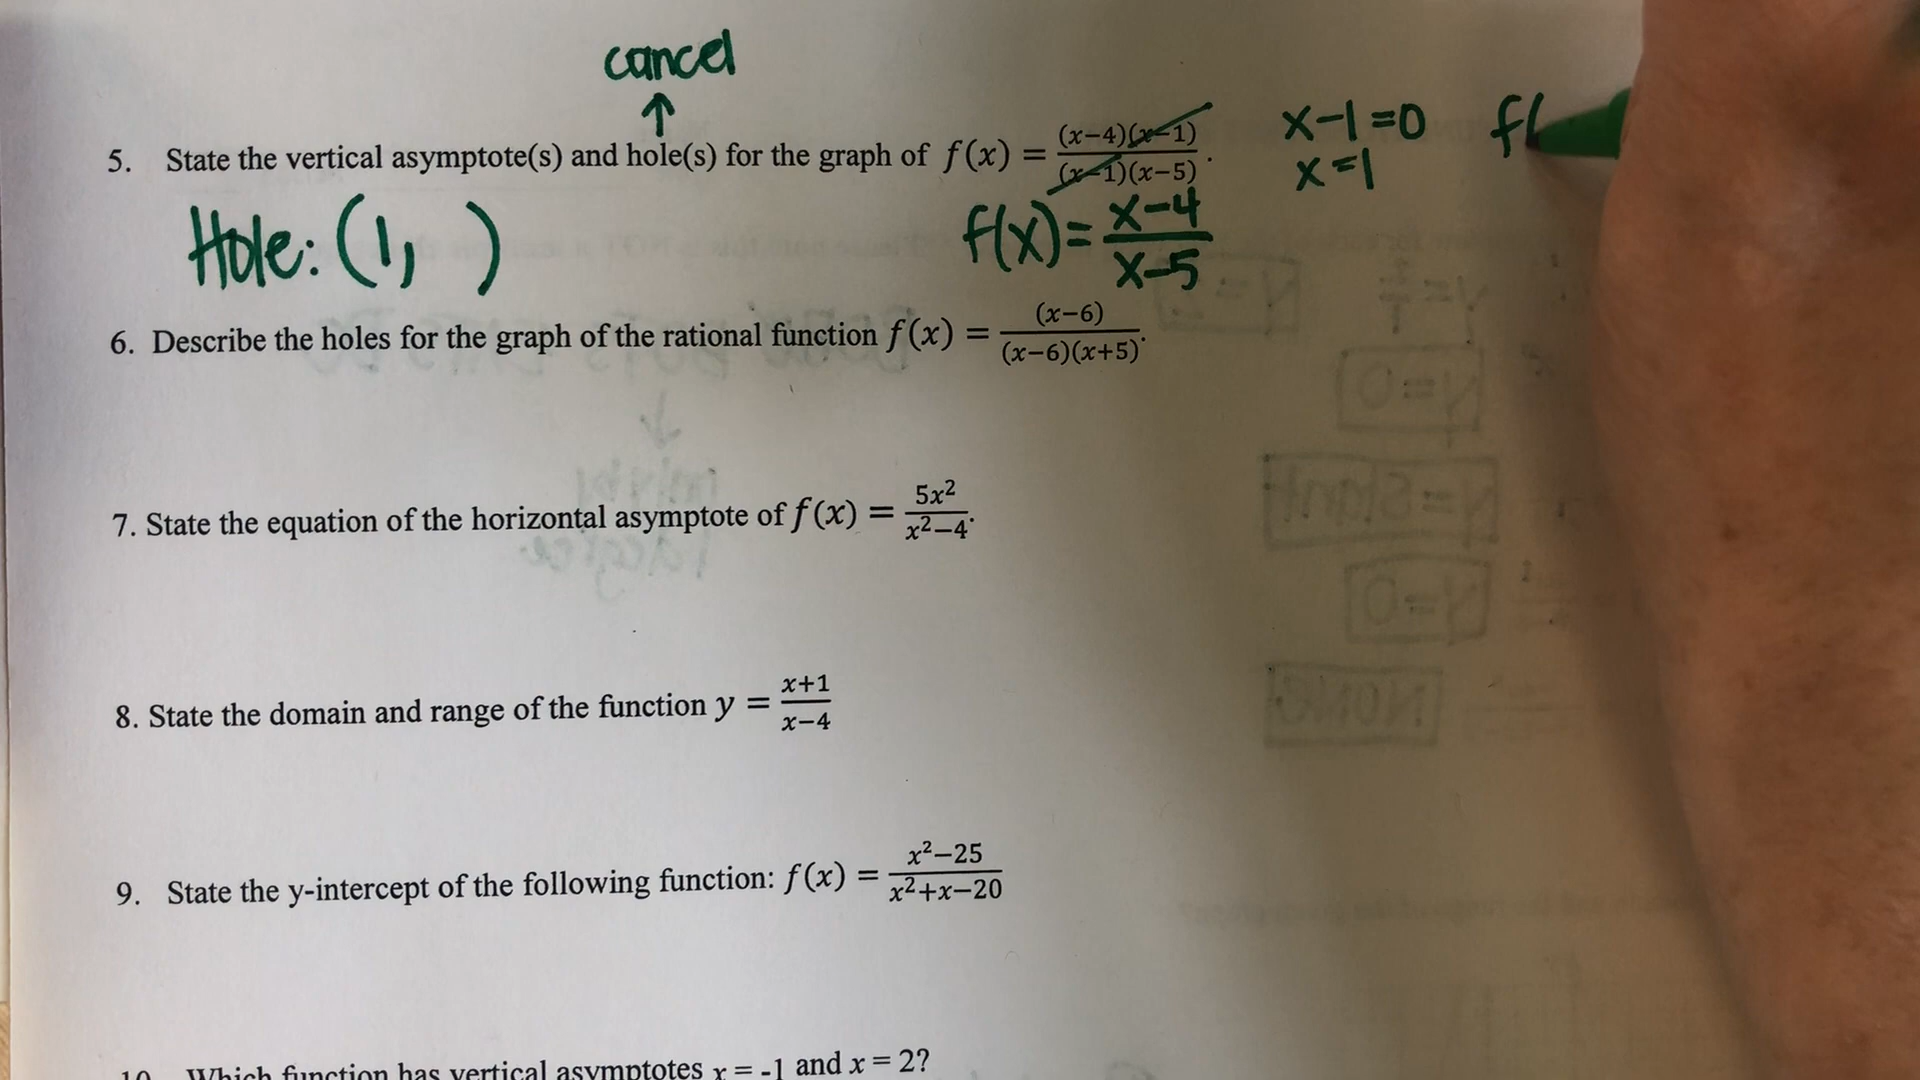 cancel
↑
5. State the vertical asymptote(s) and hole(s) for the graph of f(x) = (x−4)(x−1) / (x−1)(x−5). x-1=0 f(
x=1
Hole: (1, ) f(x)= x-4 / x-5
6. Describe the holes for the graph of the rational function f(x) = (x−6) / (x−6)(x+5).
7. State the equation of the horizontal asymptote of f(x) = 5x² / x²−4.
8. State the domain and range of the function y = x+1 / x−4
9. State the y-intercept of the following function: f(x) = x²−25 / x²+x−20
10. Which function has vertical asymptotes x = -1 and x = 2?